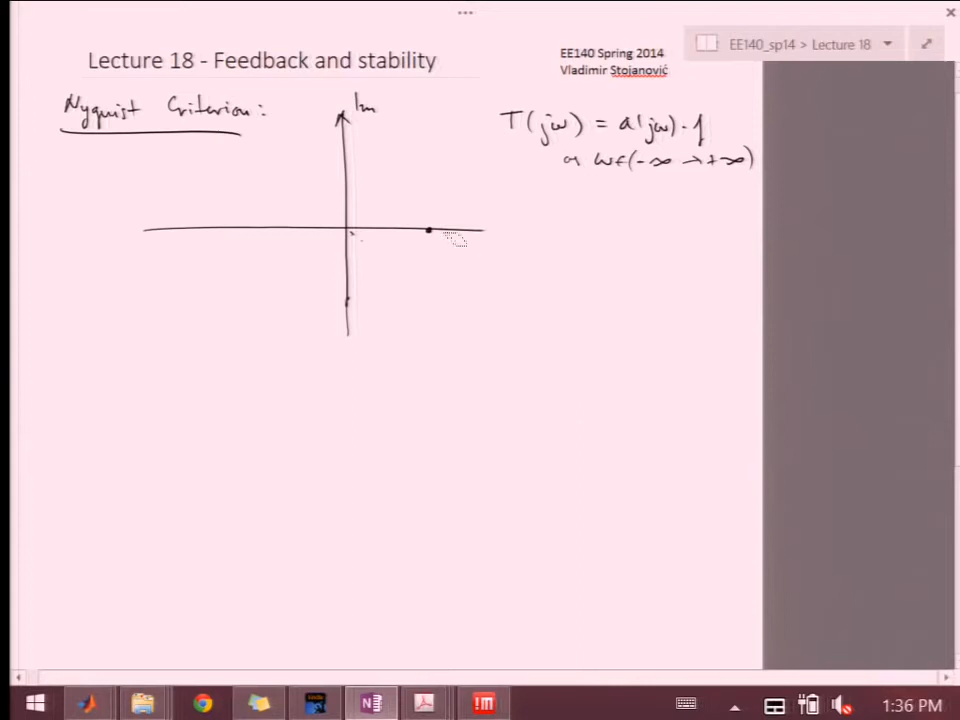 Lecture 18 - Feedback and stability
EE140 Spring 2014
Vladimir Stojanović
EE140_sp14 > Lecture 18
Nyquist Criterion:
Im
T(jω) = a(jω) · f
ω ∈ (-∞ → +∞)
1:36 PM